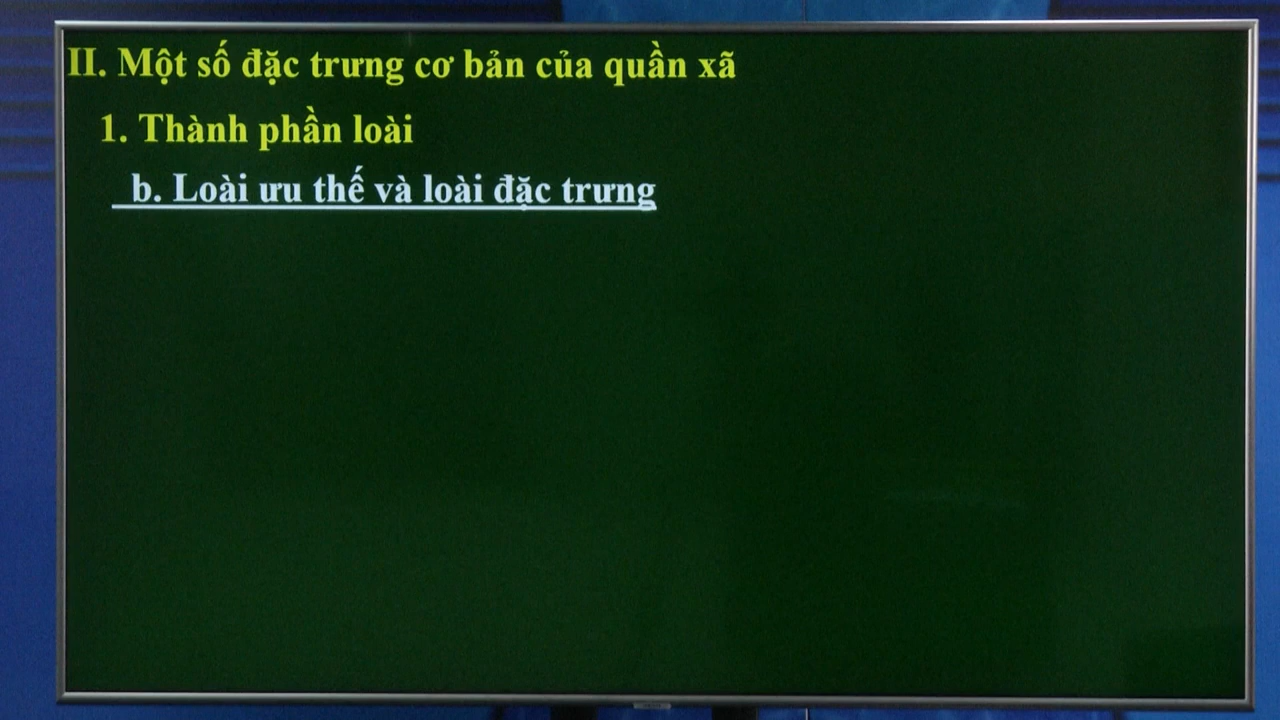 II. Một số đặc trưng cơ bản của quần xã
1. Thành phần loài
b. Loài ưu thế và loài đặc trưng